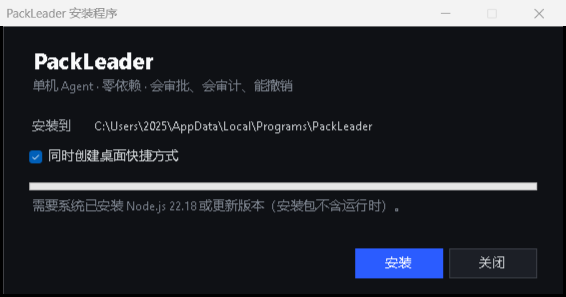 PackLeader 安装程序
PackLeader
单机 Agent · 零依赖 · 会审批、会审计、能撤销
安装到 C:\Users\2025\AppData\Local\Programs\PackLeader
同时创建桌面快捷方式
需要系统已安装 Node.js 22.18 或更新版本（安装包不含运行时）。
安装 关闭